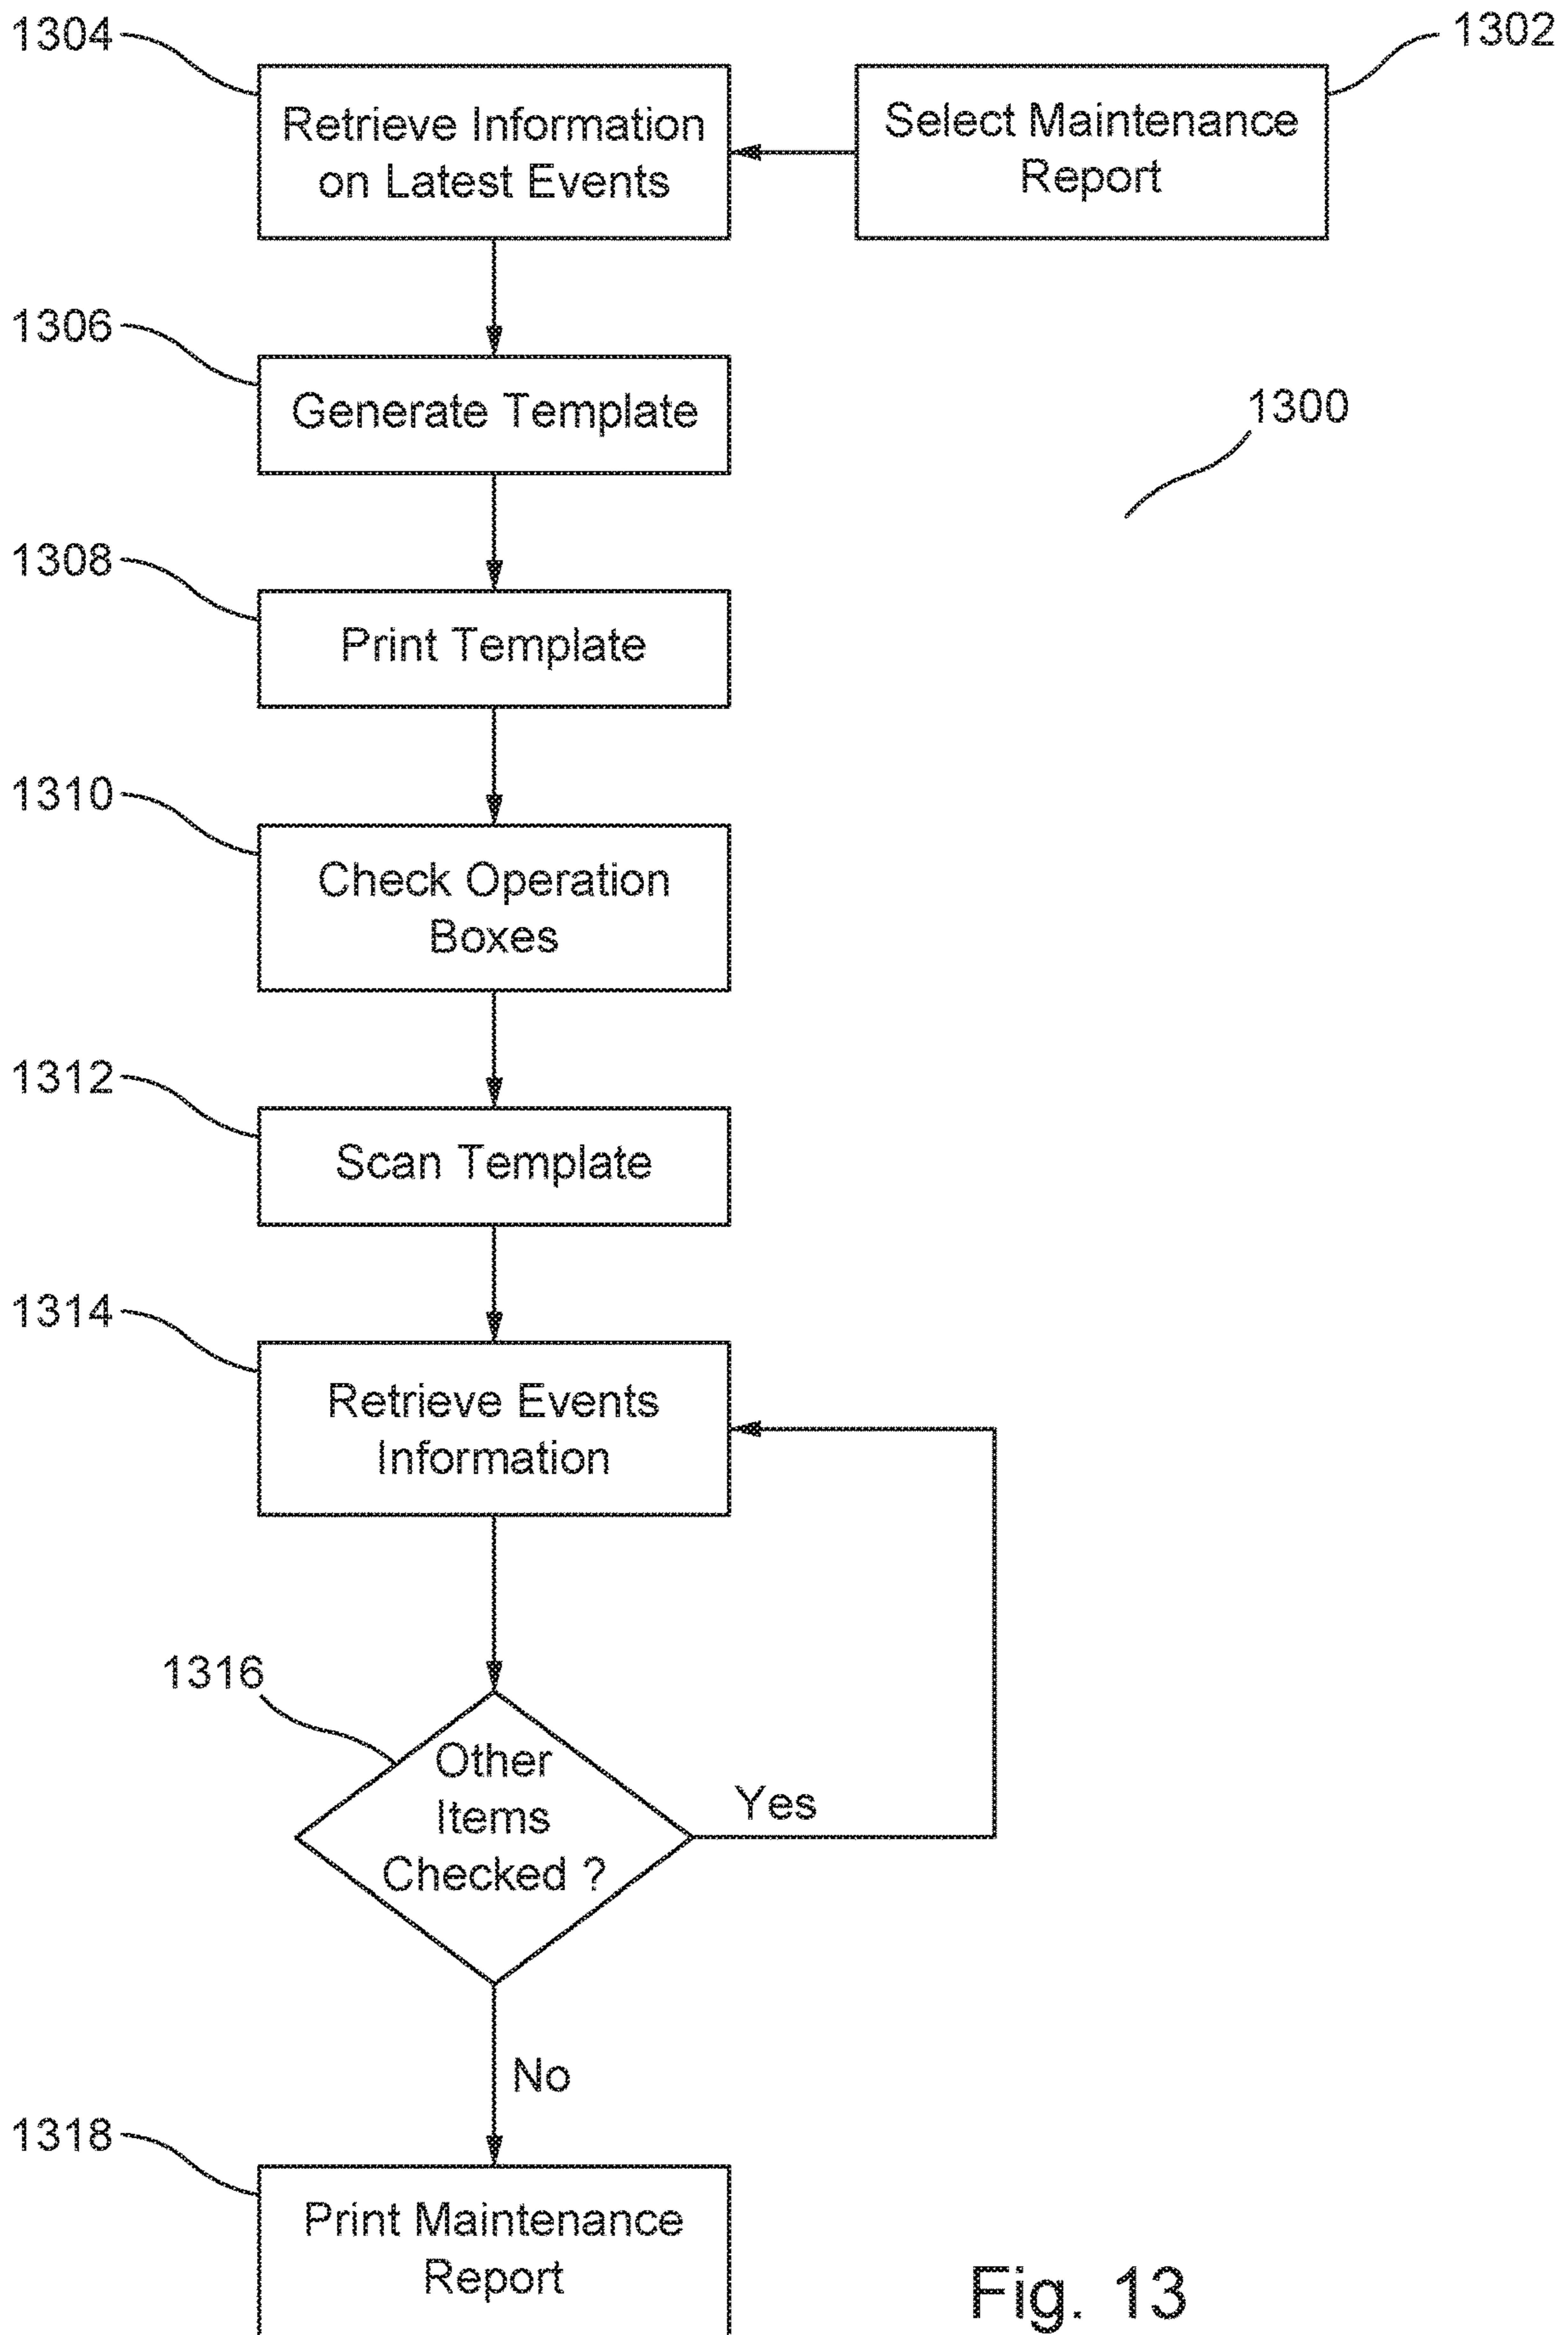 1304
1302
Retrieve Information
on Latest Events
Select Maintenance
Report
1306
Generate Template
1300
1308
Print Template
1310
Check Operation
Boxes
1312
Scan Template
1314
Retrieve Events
Information
1316
Other
Items
Checked ?
Yes
No
1318
Print Maintenance
Report
Fig. 13